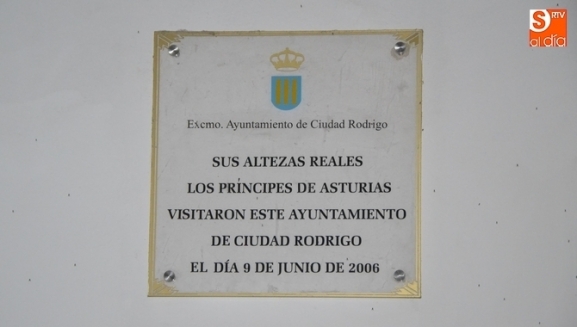 S RTV
al día
Excmo. Ayuntamiento de Ciudad Rodrigo
SUS ALTEZAS REALES
LOS PRÍNCIPES DE ASTURIAS
VISITARON ESTE AYUNTAMIENTO
DE CIUDAD RODRIGO
EL DÍA 9 DE JUNIO DE 2006